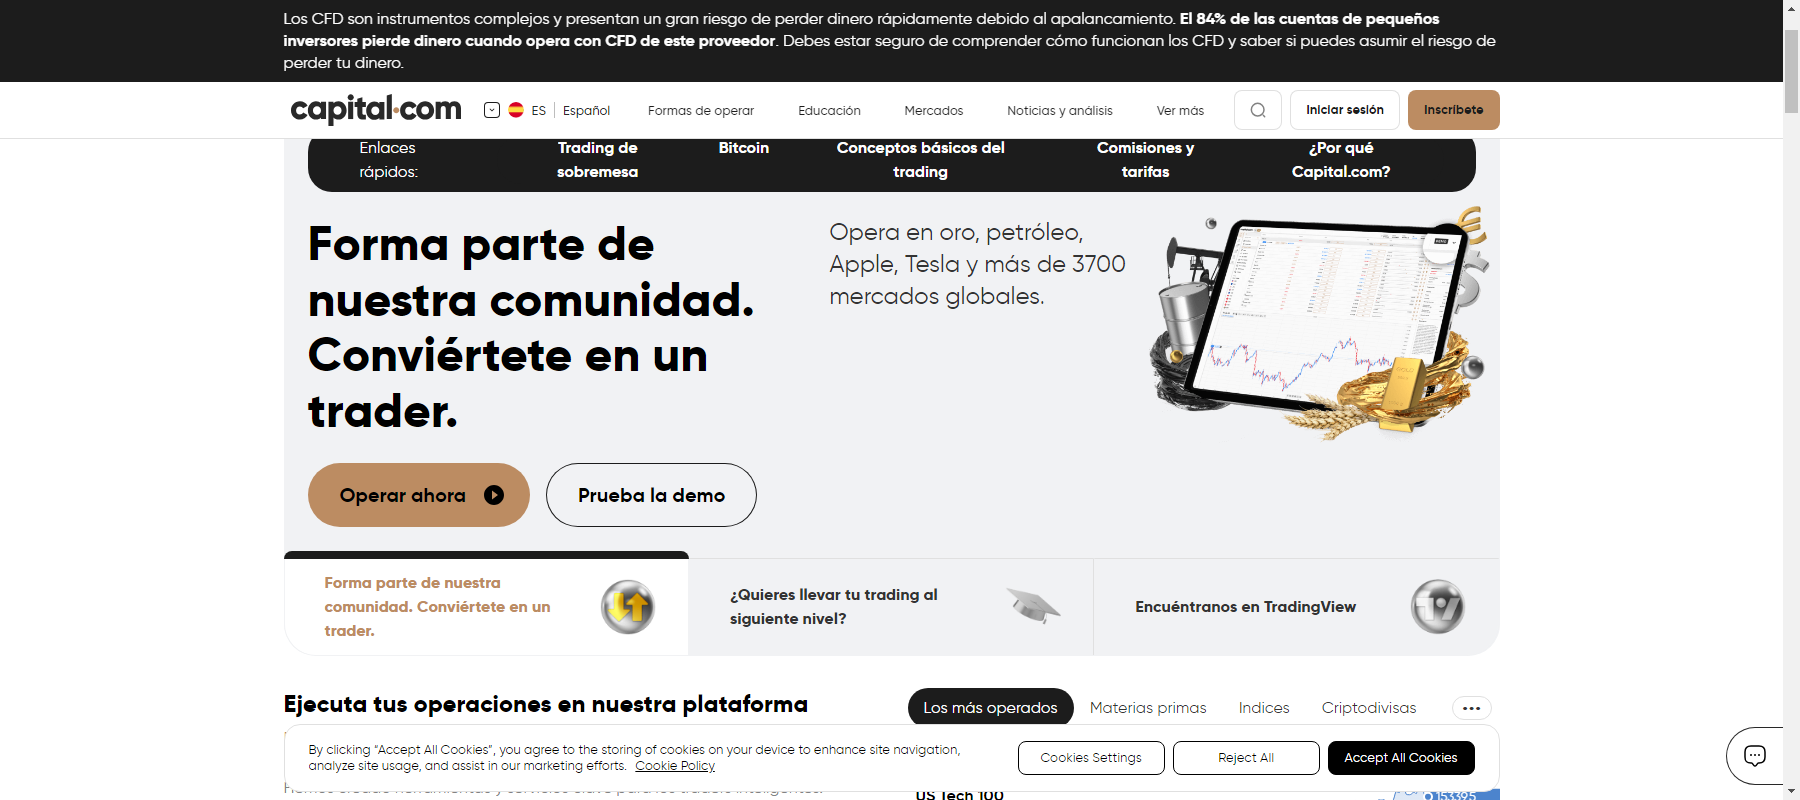 Los CFD son instrumentos complejos y presentan un gran riesgo de perder dinero rápidamente debido al apalancamiento. El 84% de las cuentas de pequeños
inversores pierde dinero cuando opera con CFD de este proveedor. Debes estar seguro de comprender cómo funcionan los CFD y saber si puedes asumir el riesgo de
perder tu dinero.
capital.com
ES | Español
Formas de operar
Educación
Mercados
Noticias y análisis
Ver más
Iniciar sesión
Inscríbete
Enlaces
rápidos:
Trading de
sobremesa
Bitcoin
Conceptos básicos del
trading
Comisiones y
tarifas
¿Por qué
Capital.com?
Forma parte de
nuestra comunidad.
Conviértete en un
trader.
Opera en oro, petróleo,
Apple, Tesla y más de 3700
mercados globales.
Operar ahora
Prueba la demo
Forma parte de nuestra
comunidad. Conviértete en un
trader.
¿Quieres llevar tu trading al
siguiente nivel?
Encuéntranos en TradingView
Ejecuta tus operaciones en nuestra plataforma
Los más operados
Materias primas
Indices
Criptodivisas
By clicking “Accept All Cookies”, you agree to the storing of cookies on your device to enhance site navigation,
analyze site usage, and assist in our marketing efforts. Cookie Policy
Cookies Settings
Reject All
Accept All Cookies
US Tech 100